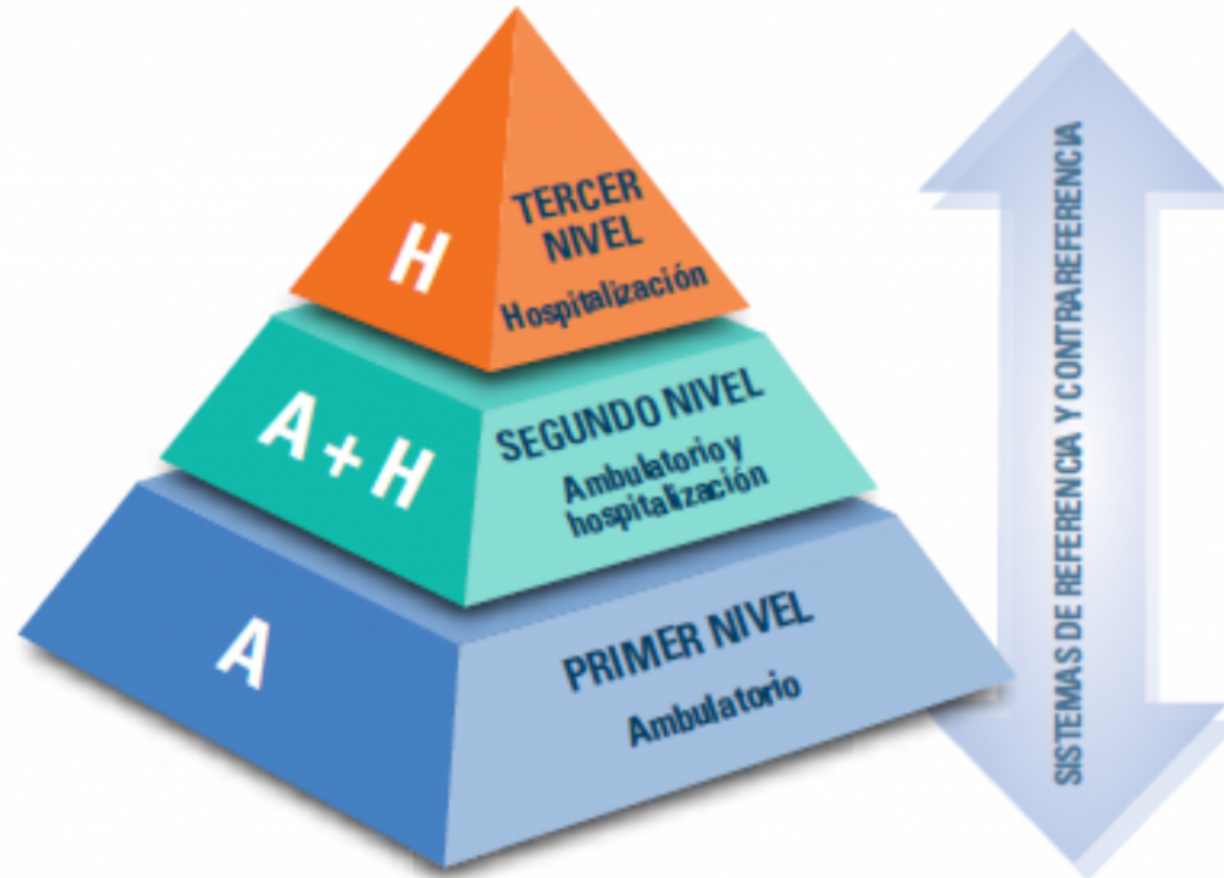 H
TERCER
NIVEL
Hospitalización
A + H
SEGUNDO NIVEL
Ambulatorio y
hospitalización
A
PRIMER NIVEL
Ambulatorio
SISTEMAS DE REFERENCIA Y CONTRAREFERENCIA